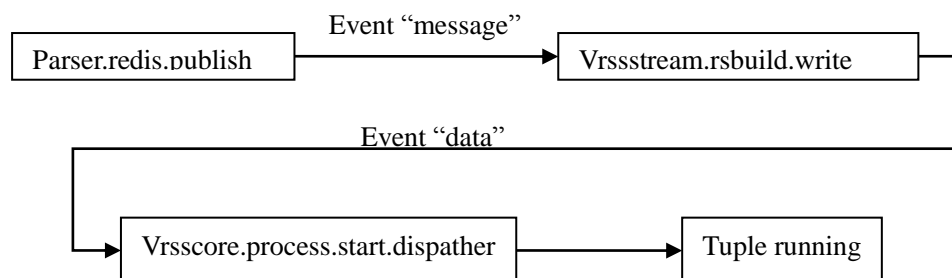 Event “message”
Parser.redis.publish
Vrssstream.rsbuild.write
Event “data”
Vrsscore.process.start.dispather
Tuple running